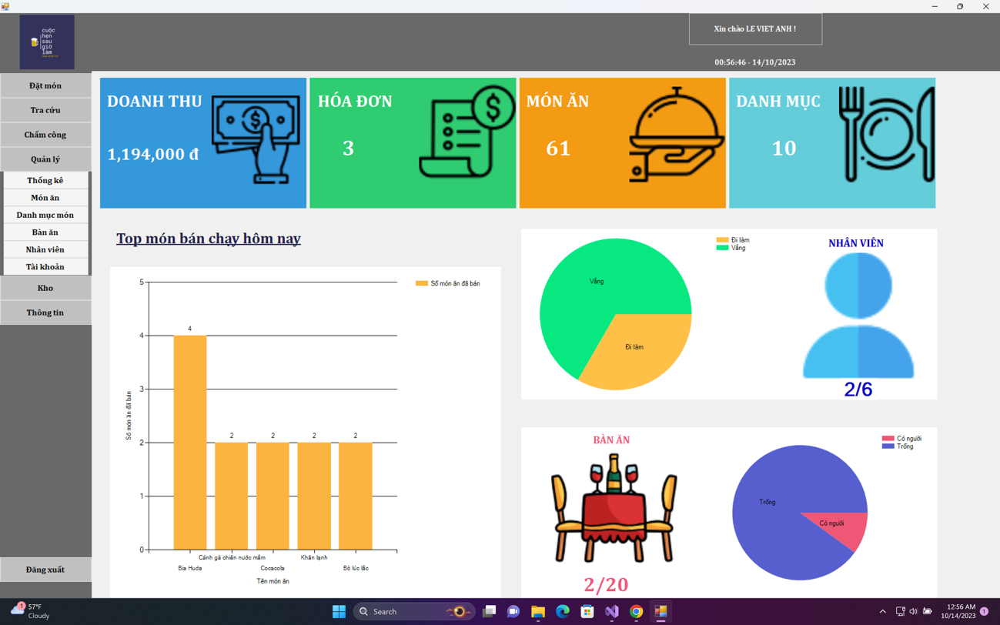 cuộc
hẹn
sau
giờ
làm
Xin chào LE VIET ANH !
00:56:46 - 14/10/2023
Đặt món
Tra cứu
Chấm công
Quản lý
Thống kê
Món ăn
Danh mục món
Bàn ăn
Nhân viên
Tài khoản
Kho
Thông tin
Đăng xuất
DOANH THU
1,194,000 đ
HÓA ĐƠN
3
MÓN ĂN
61
DANH MỤC
10
Top món bán chạy hôm nay
5
4
3
2
1
0
Số món ăn đã bán
4
2
2
2
2
Số món ăn đã bán
Cánh gà chiên nước mắm
Khăn lạnh
Bia Huda
Cocacola
Bò lúc lắc
Tên món ăn
Vắng
Đi làm
Đi làm
Vắng
NHÂN VIÊN
2/6
BÀN ĂN
2/20
Trống
Có người
Có người
Trống
1
57°F
Cloudy
Search
12:56 AM
10/14/2023
1